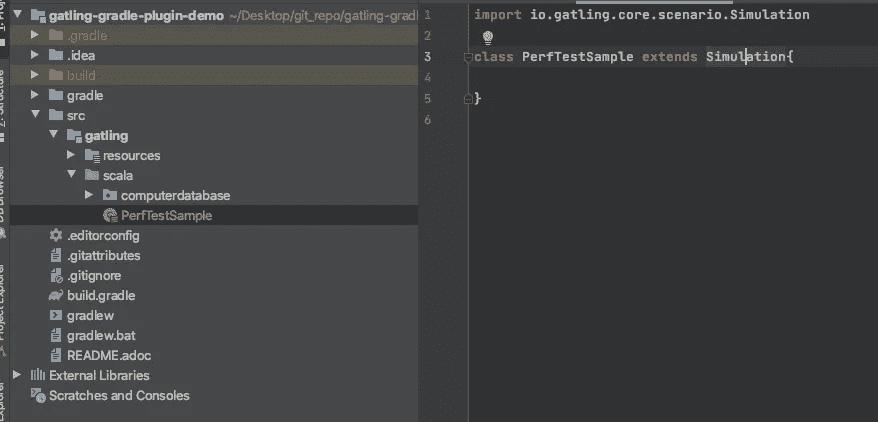 gatling-gradle-plugin-demo ~/Desktop/git_repo/gatling-grad
.gradle
.idea
build
gradle
src
gatling
resources
scala
computerdatabase
PerfTestSample
.editorconfig
.gitattributes
.gitignore
build.gradle
gradlew
gradlew.bat
README.adoc
External Libraries
Scratches and Consoles
1 import io.gatling.core.scenario.Simulation
2
3 class PerfTestSample extends Simulation{
4
5 }
6